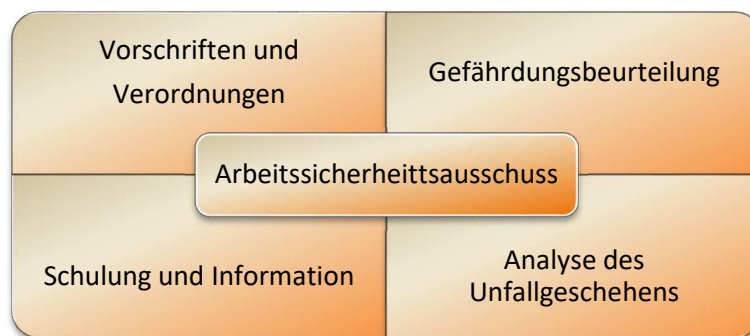 Vorschriften und
Verordnungen
Gefährdungsbeurteilung
Arbeitssicherheittsausschuss
Schulung und Information
Analyse des
Unfallgeschehens